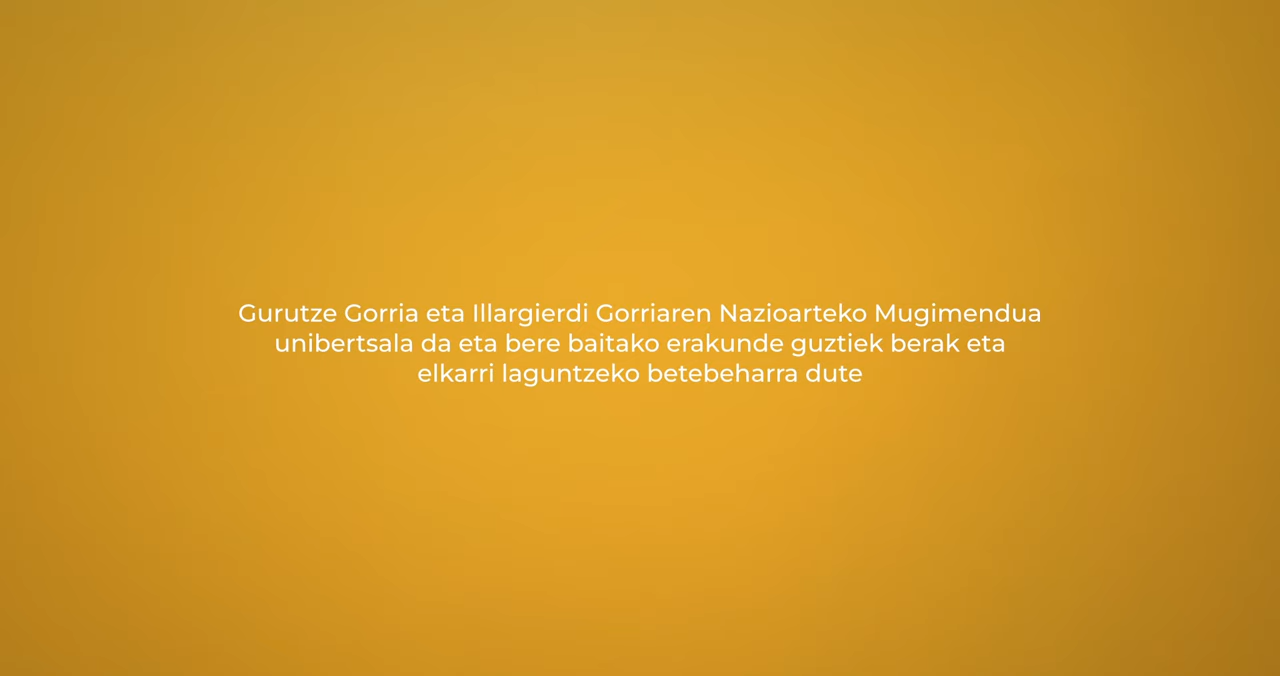 Gurutze Gorria eta Illargierdi Gorriaren Nazioarteko Mugimendua
unibertsala da eta bere baitako erakunde guztiek berak eta
elkarri laguntzeko betebeharra dute